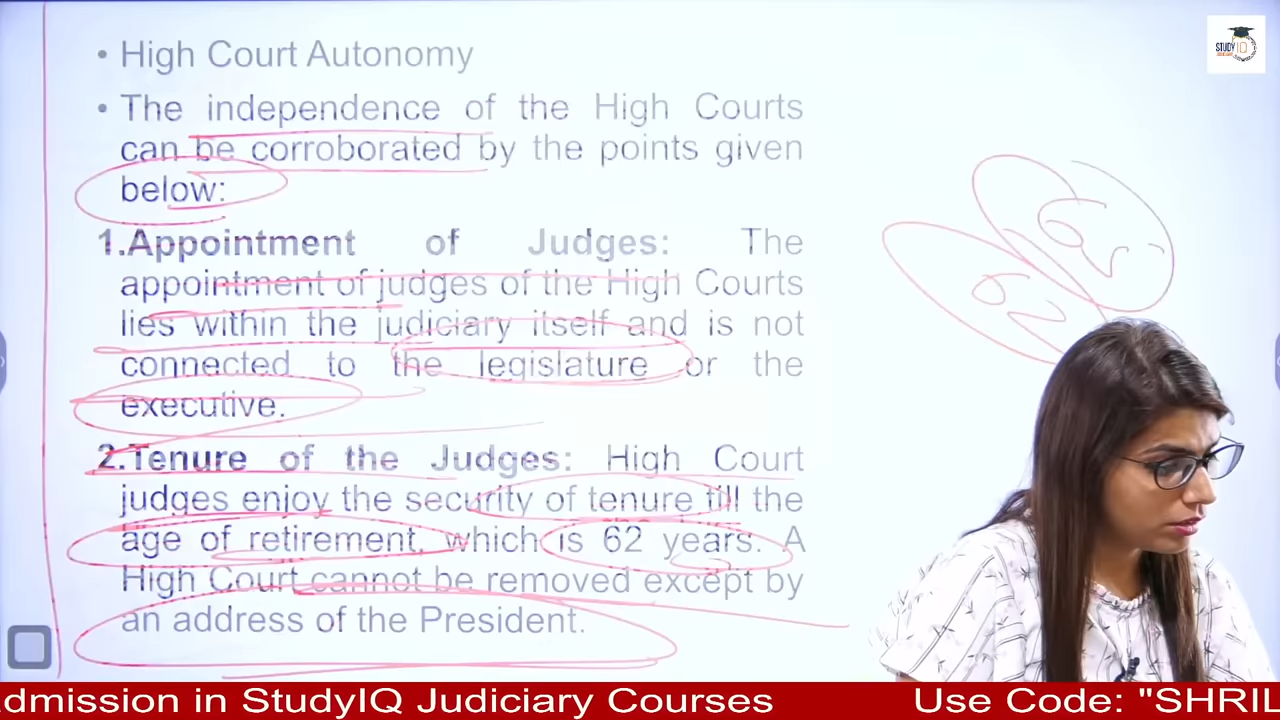 • High Court Autonomy
• The independence of the High Courts
can be corroborated by the points given
below:
1.Appointment of Judges: The
appointment of judges of the High Courts
lies within the judiciary itself and is not
connected to the legislature or the
executive.
2.Tenure of the Judges: High Court
judges enjoy the security of tenure till the
age of retirement, which is 62 years. A
High Court cannot be removed except by
an address of the President.
65
62
STUDY IQ
dmission in StudyIQ Judiciary Courses
Use Code: "SHRIL